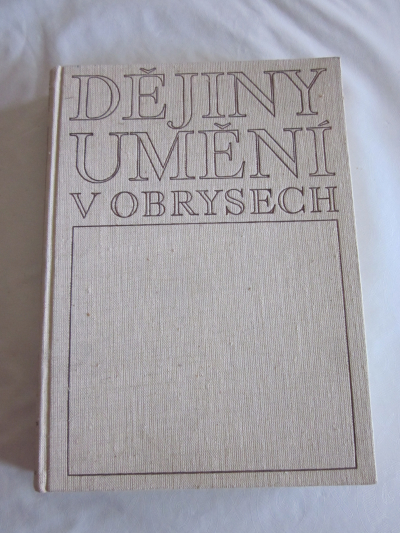 DĚJINY
UMĚNÍ
V OBRYSECH